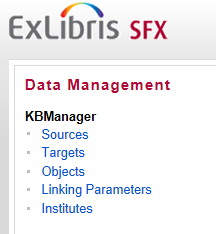 ExLibris SFX
Data Management
KBManager
Sources
Targets
Objects
Linking Parameters
Institutes